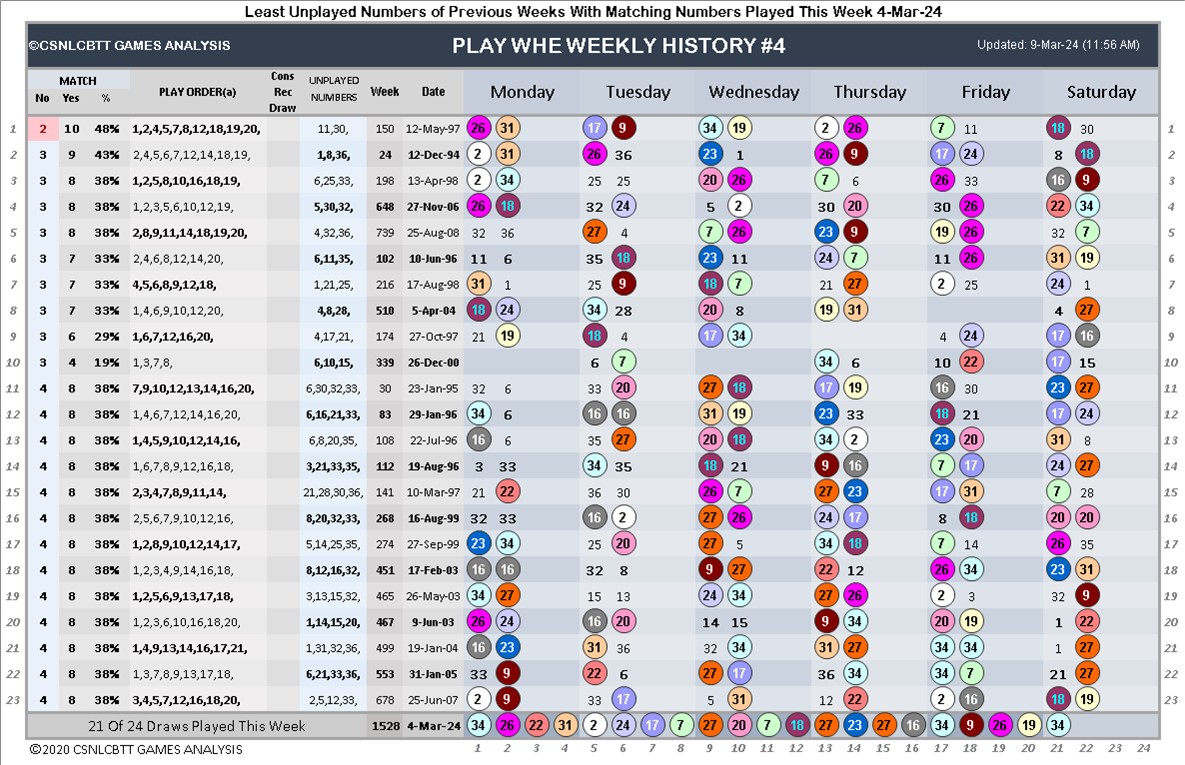 Least Unplayed Numbers of Previous Weeks With Matching Numbers Played This Week 4-Mar-24
©CSNLCBTT GAMES ANALYSIS PLAY WHE WEEKLY HISTORY #4 Updated: 9-Mar-24 (11:56 AM)
MATCH
No Yes % PLAY ORDER(a) Cons Rec Draw UNPLAYED NUMBERS Week Date Monday Tuesday Wednesday Thursday Friday Saturday
1 2 10 48% 1,2,4,5,7,8,12,18,19,20, 11,30, 150 12-May-97 26 31 17 9 34 19 2 26 7 11 18 30 1
2 3 9 43% 2,4,5,6,7,12,14,18,19, 1,8,36, 24 12-Dec-94 2 31 26 36 23 1 26 9 17 24 8 18 2
3 3 8 38% 1,2,5,8,10,16,18,19, 6,25,33, 198 13-Apr-98 2 34 25 25 20 26 7 6 26 33 16 9 3
4 3 8 38% 1,2,3,5,6,10,12,19, 5,30,32, 648 27-Nov-06 26 18 32 24 5 2 30 20 30 26 22 34 4
5 3 8 38% 2,8,9,11,14,18,19,20, 4,32,36, 739 25-Aug-08 32 36 27 4 7 26 23 9 19 26 32 7 5
6 3 7 33% 2,4,6,8,12,14,20, 6,11,35, 102 10-Jun-96 11 6 35 18 23 11 24 7 11 26 31 19 6
7 3 7 33% 4,5,6,8,9,12,18, 1,21,25, 216 17-Aug-98 31 1 25 9 18 7 21 27 2 25 24 1 7
8 3 7 33% 1,4,6,9,10,12,20, 4,8,28, 510 5-Apr-04 18 24 34 28 20 8 19 31 4 27 8
9 3 6 29% 1,6,7,12,16,20, 4,17,21, 174 27-Oct-97 21 19 18 4 17 34 4 24 17 16 9
10 3 4 19% 1,3,7,8, 6,10,15, 339 26-Dec-00 6 7 34 6 10 22 17 15 10
11 4 8 38% 7,9,10,12,13,14,16,20, 6,30,32,33, 30 23-Jan-95 32 6 33 20 27 18 17 19 16 30 23 27 11
12 4 8 38% 1,4,6,7,12,14,16,20, 6,16,21,33, 83 29-Jan-96 34 6 16 16 31 19 23 33 18 21 17 24 12
13 4 8 38% 1,4,5,9,10,12,14,16, 6,8,20,35, 108 22-Jul-96 16 6 35 27 20 18 34 2 23 20 31 8 13
14 4 8 38% 1,6,7,8,9,12,16,18, 3,21,33,35, 112 19-Aug-96 3 33 34 35 18 21 9 16 7 17 24 27 14
15 4 8 38% 2,3,4,7,8,9,11,14, 21,28,30,36, 141 10-Mar-97 21 22 36 30 26 7 27 23 17 31 7 28 15
16 4 8 38% 2,5,6,7,9,10,12,16, 8,20,32,33, 268 16-Aug-99 32 33 16 2 27 26 24 17 8 18 20 20 16
17 4 8 38% 1,2,8,9,10,12,14,17, 5,14,25,35, 274 27-Sep-99 23 34 25 20 27 5 34 18 7 14 26 35 17
18 4 8 38% 1,2,3,4,9,14,16,18, 8,12,16,32, 451 17-Feb-03 16 16 32 8 9 27 22 12 26 34 23 31 18
19 4 8 38% 1,2,5,6,9,13,17,18, 3,13,15,32, 465 26-May-03 34 27 15 13 24 34 27 26 2 3 32 9 19
20 4 8 38% 1,2,3,6,10,16,18,20, 1,14,15,20, 467 9-Jun-03 26 24 16 20 14 15 9 34 20 19 1 22 20
21 4 8 38% 1,4,9,13,14,16,17,21, 1,31,32,36, 499 19-Jan-04 16 23 31 36 32 34 31 27 34 34 1 27 21
22 4 8 38% 1,3,7,8,9,13,17,18, 6,21,33,36, 553 31-Jan-05 33 9 22 6 27 17 36 34 34 7 21 27 22
23 4 8 38% 3,4,5,7,12,16,18,20, 2,5,12,33, 678 25-Jun-07 2 9 33 17 5 31 12 22 2 16 18 19 23
21 Of 24 Draws Played This Week 1528 4-Mar-24 34 26 22 31 2 24 17 7 27 20 7 18 27 23 27 16 34 9 26 19 34
©2020 CSNLCBTT GAMES ANALYSIS 1 2 3 4 5 6 7 8 9 10 11 12 13 14 15 16 17 18 19 20 21 22 23 24